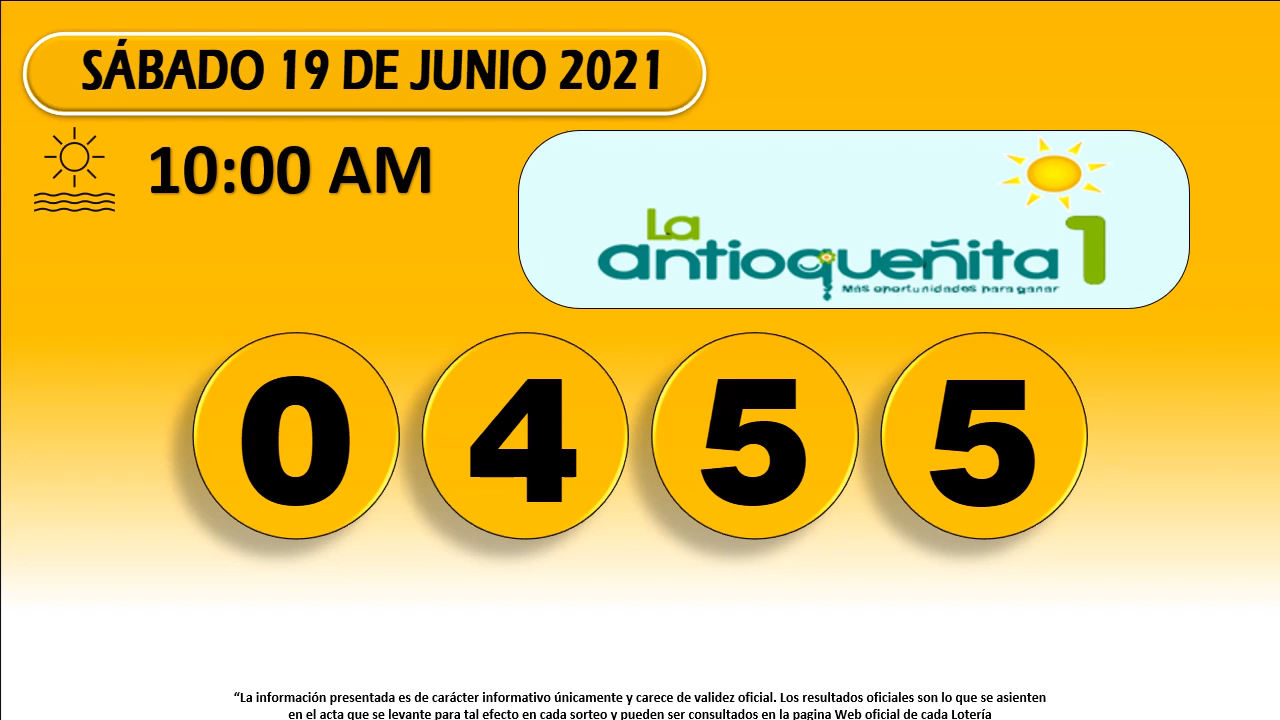 SÁBADO 19 DE JUNIO 2021
10:00 AM
La
antioqueñita 1
Más oportunidades para ganar
0 4 5 5
“La información presentada es de carácter informativo únicamente y carece de validez oficial. Los resultados oficiales son lo que se asienten
en el acta que se levante para tal efecto en cada sorteo y pueden ser consultados en la pagina Web oficial de cada Lotería